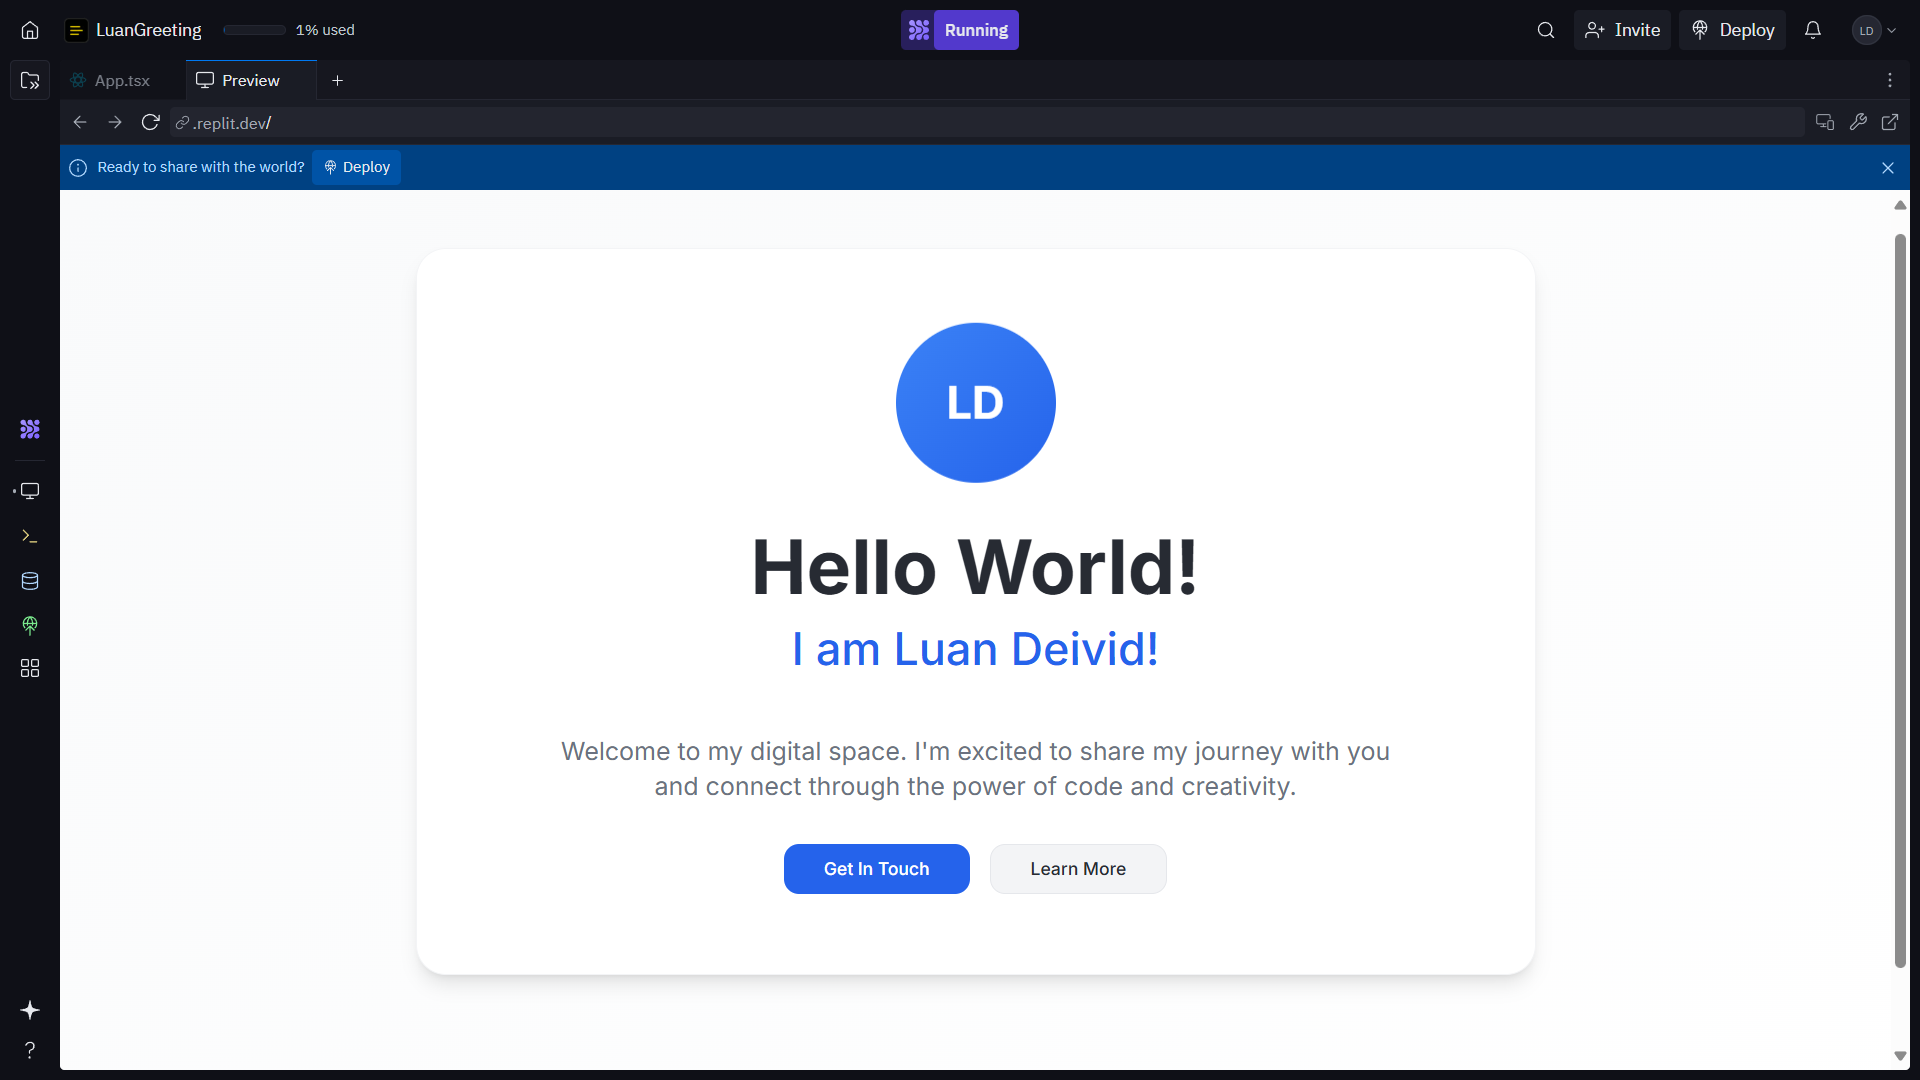 LuanGreeting
1% used
Running
Invite
Deploy
LD
App.tsx
Preview
.replit.dev/
Ready to share with the world?
Deploy
LD
Hello World!
I am Luan Deivid!
Welcome to my digital space. I'm excited to share my journey with you
and connect through the power of code and creativity.
Get In Touch
Learn More